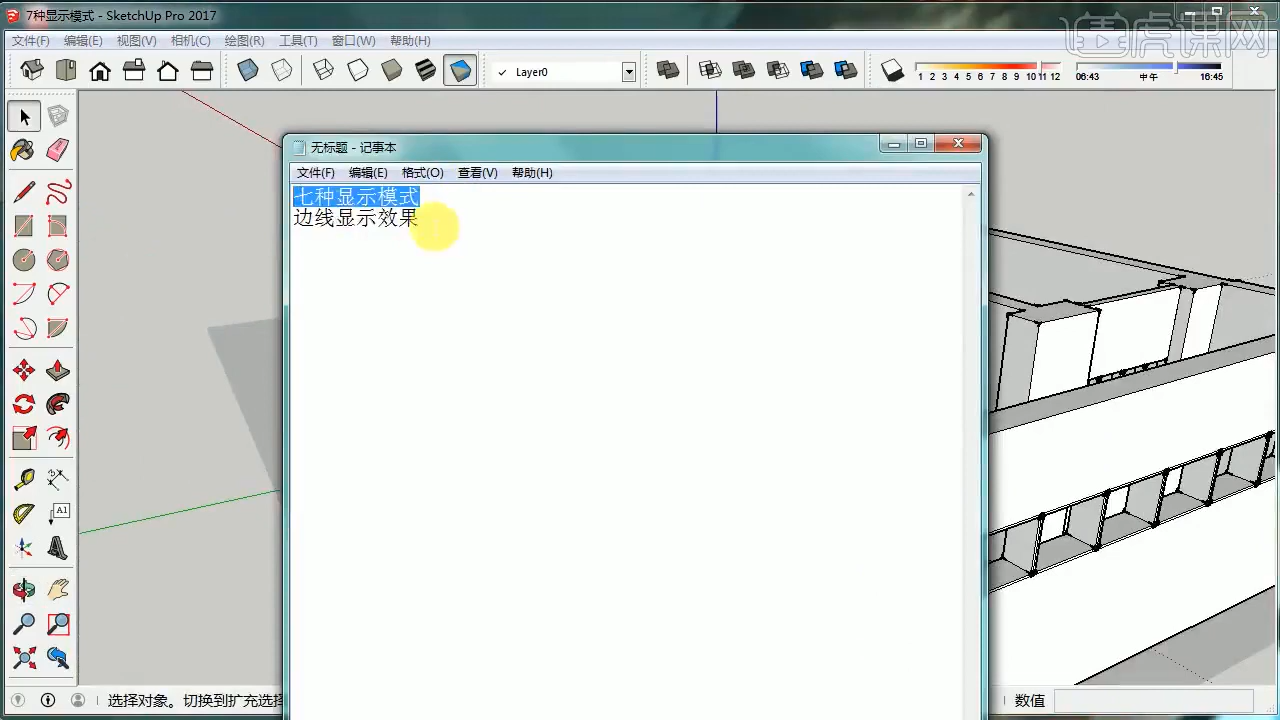 7种显示模式 - SketchUp Pro 2017
虎课网
文件(F) 编辑(E) 视图(V) 相机(C) 绘图(R) 工具(T) 窗口(W) 帮助(H)
Layer0
1 2 3 4 5 6 7 8 9 10 11 12
06:43 中午 16:45
无标题 - 记事本
文件(F) 编辑(E) 格式(O) 查看(V) 帮助(H)
七种显示模式
边线显示效果
A1
选择对象。切换到扩充选择
数值